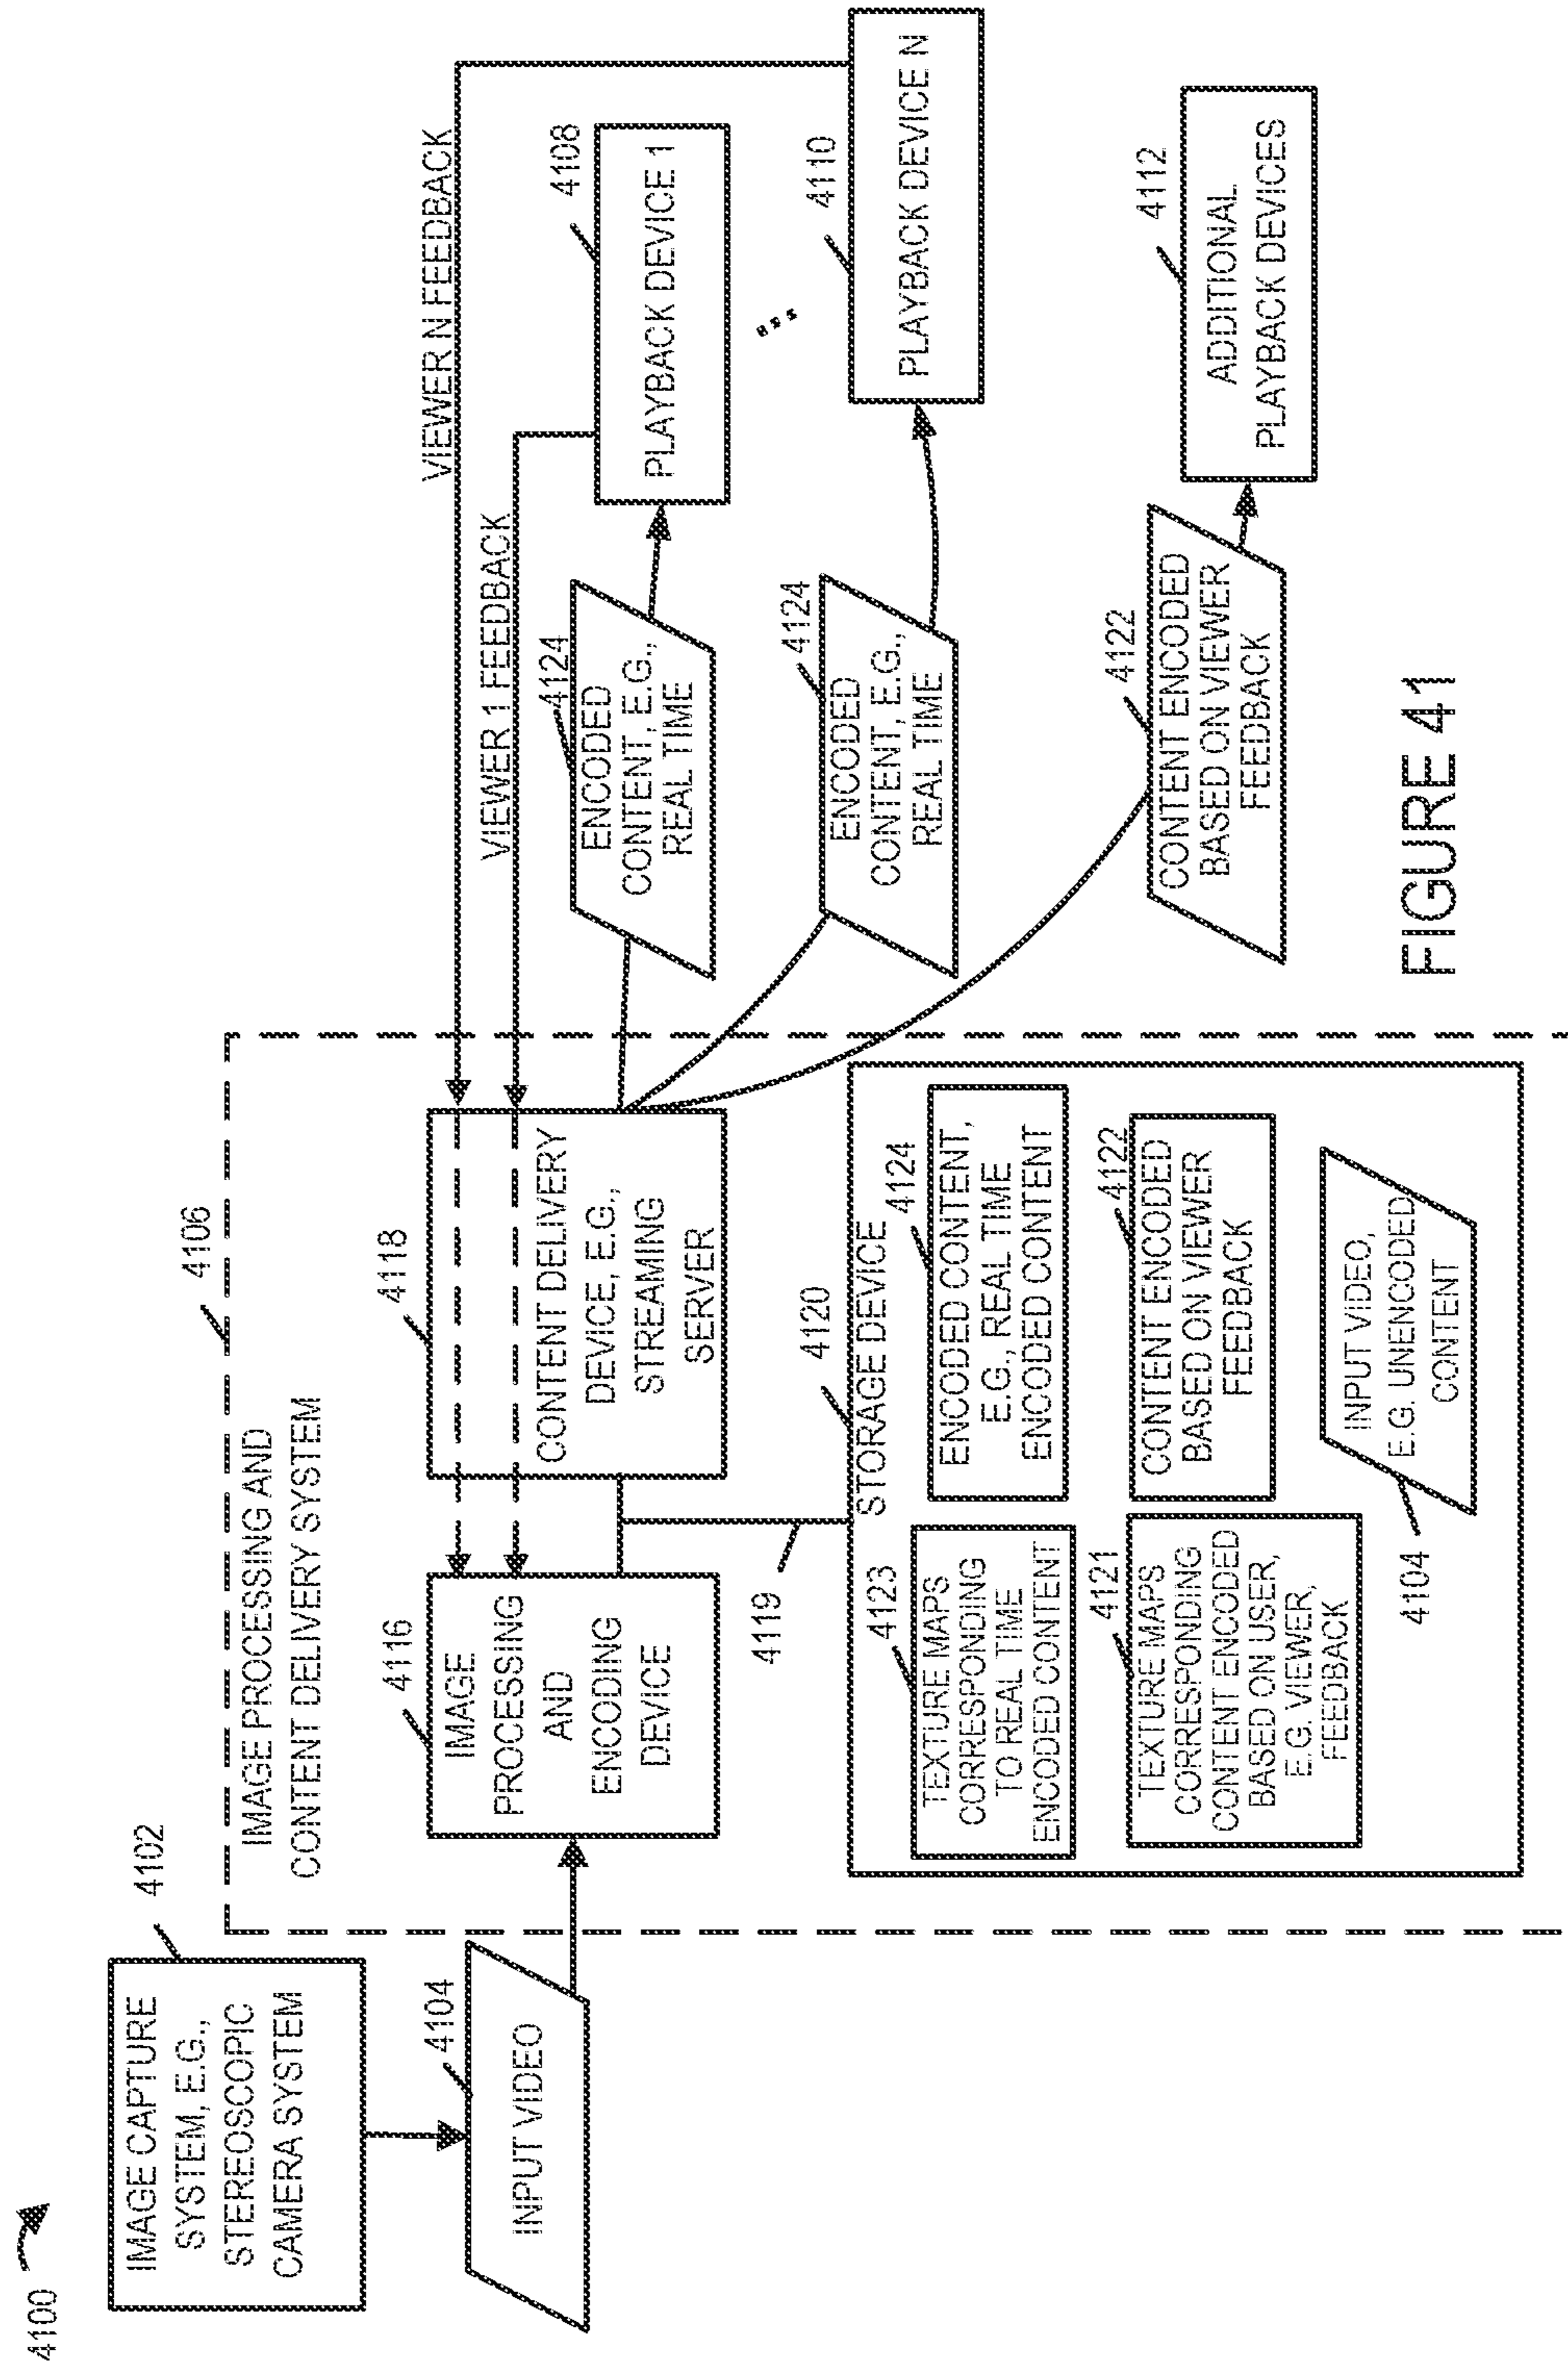 4100
4102
IMAGE CAPTURE
SYSTEM, E.G.,
STEREOSCOPIC
CAMERA SYSTEM
4104
INPUT VIDEO
4106
IMAGE PROCESSING AND
CONTENT DELIVERY SYSTEM
4116
IMAGE
PROCESSING
AND
ENCODING
DEVICE
4118
CONTENT DELIVERY
DEVICE, E.G.,
STREAMING
SERVER
4119
4120
STORAGE DEVICE
4123
TEXTURE MAPS
CORRESPONDING
TO REAL TIME
ENCODED CONTENT
4124
ENCODED CONTENT,
E.G., REAL TIME
ENCODED CONTENT
4121
TEXTURE MAPS
CORRESPONDING
CONTENT ENCODED
BASED ON USER,
E.G. VIEWER,
FEEDBACK
4122
CONTENT ENCODED
BASED ON VIEWER
FEEDBACK
4104
INPUT VIDEO,
E.G. UNENCODED
CONTENT
VIEWER N FEEDBACK
VIEWER 1 FEEDBACK
4124
ENCODED
CONTENT, E.G.,
REAL TIME
4108
PLAYBACK DEVICE 1
4124
ENCODED
CONTENT, E.G.,
REAL TIME
4110
PLAYBACK DEVICE N
4122
CONTENT ENCODED
BASED ON VIEWER
FEEDBACK
4112
ADDITIONAL
PLAYBACK DEVICES
FIGURE 41